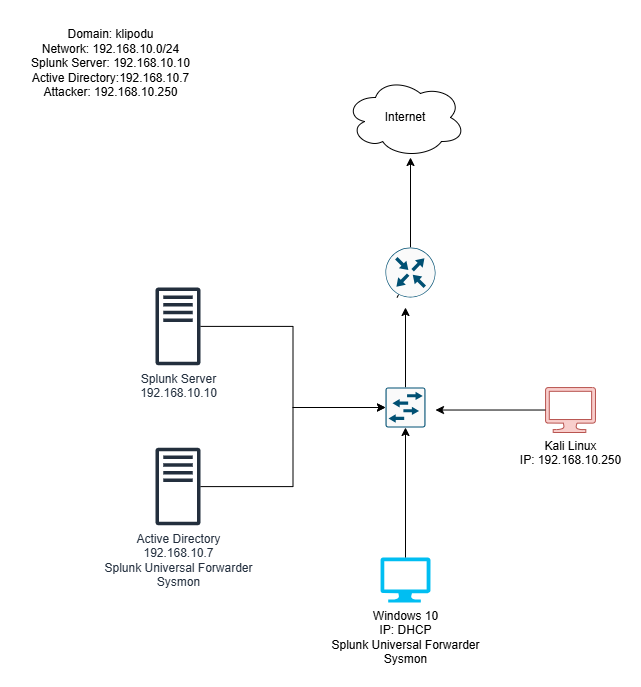 Domain: klipodu
Network: 192.168.10.0/24
Splunk Server: 192.168.10.10
Active Directory:192.168.10.7
Attacker: 192.168.10.250
Internet
Splunk Server
192.168.10.10
Kali Linux
IP: 192.168.10.250
Active Directory
192.168.10.7
Splunk Universal Forwarder
Sysmon
Windows 10
IP: DHCP
Splunk Universal Forwarder
Sysmon